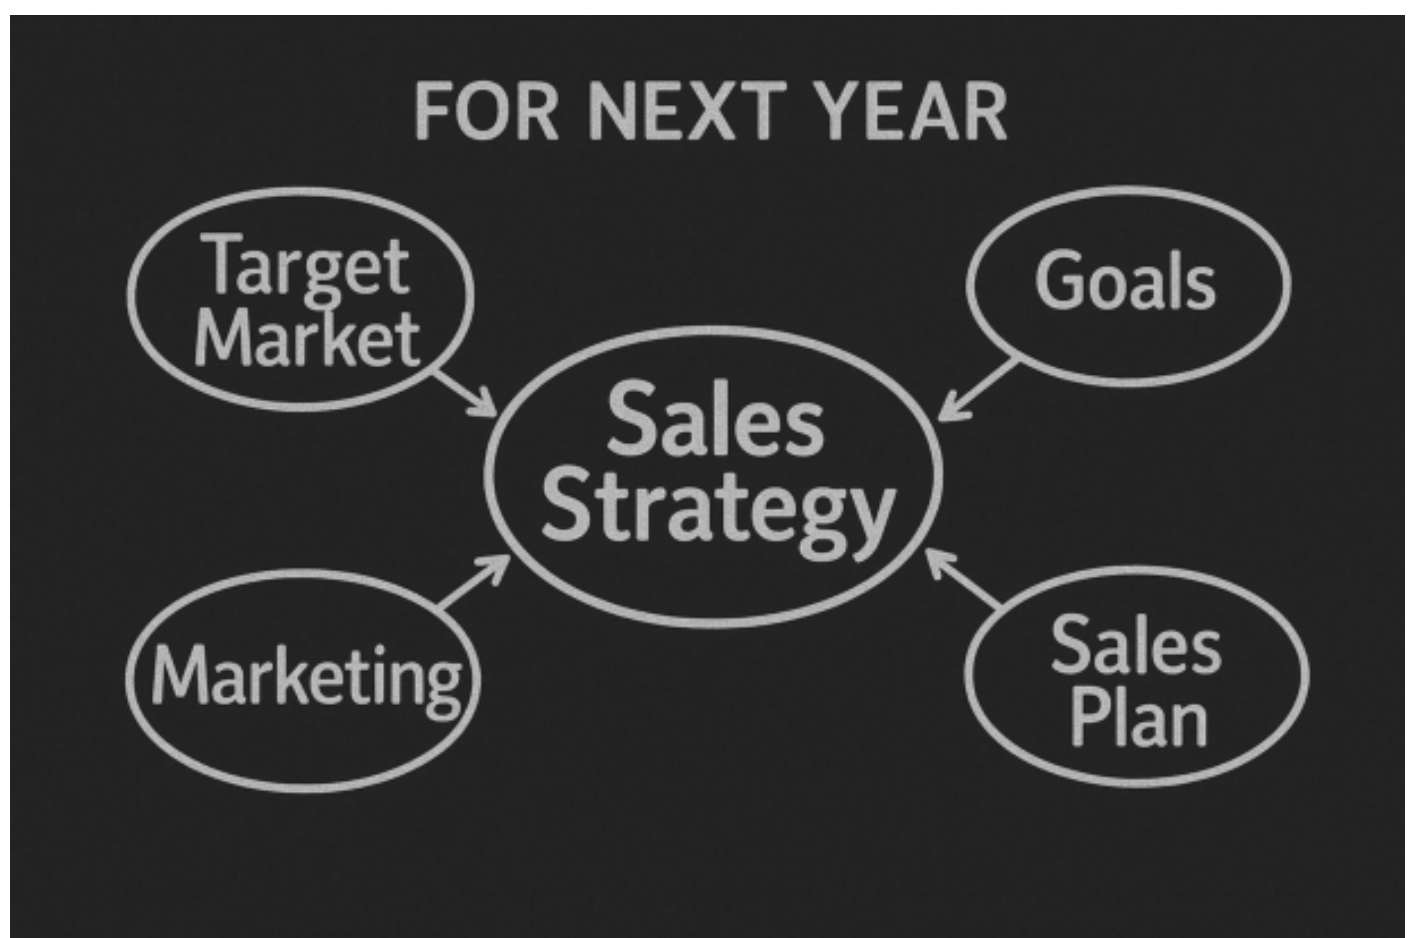 FOR NEXT YEAR
Target
Market
Goals
Sales
Strategy
Marketing
Sales
Plan